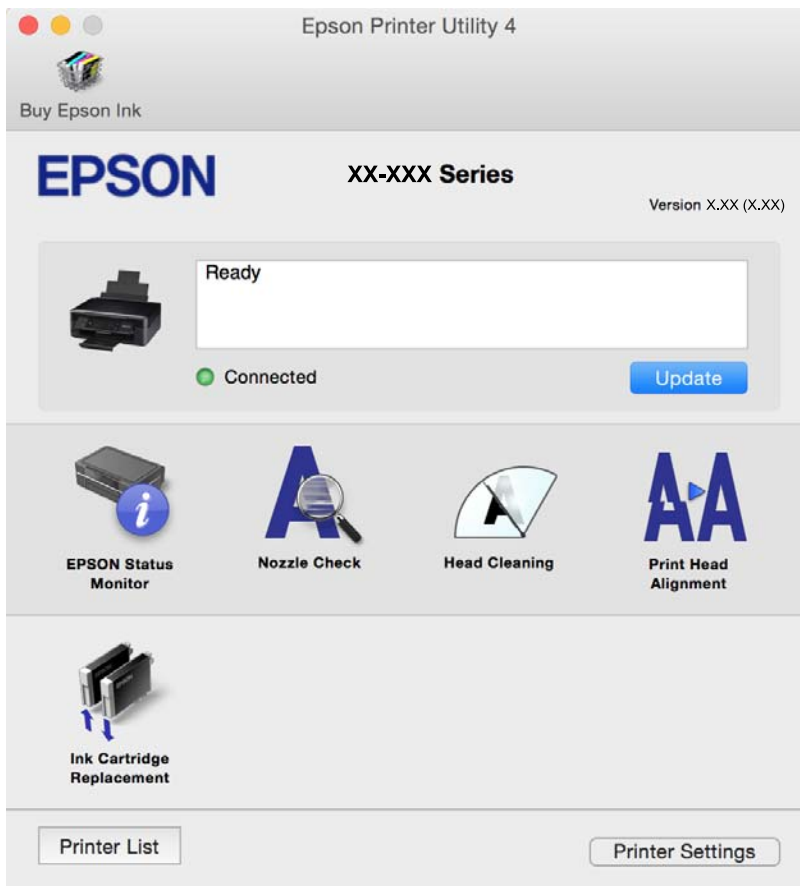 Epson Printer Utility 4
Buy Epson Ink
EPSON
XX-XXX Series
Version X.XX (X.XX)
Ready
Connected
Update
EPSON Status
Monitor
Nozzle Check
Head Cleaning
Print Head
Alignment
Ink Cartridge
Replacement
Printer List
Printer Settings